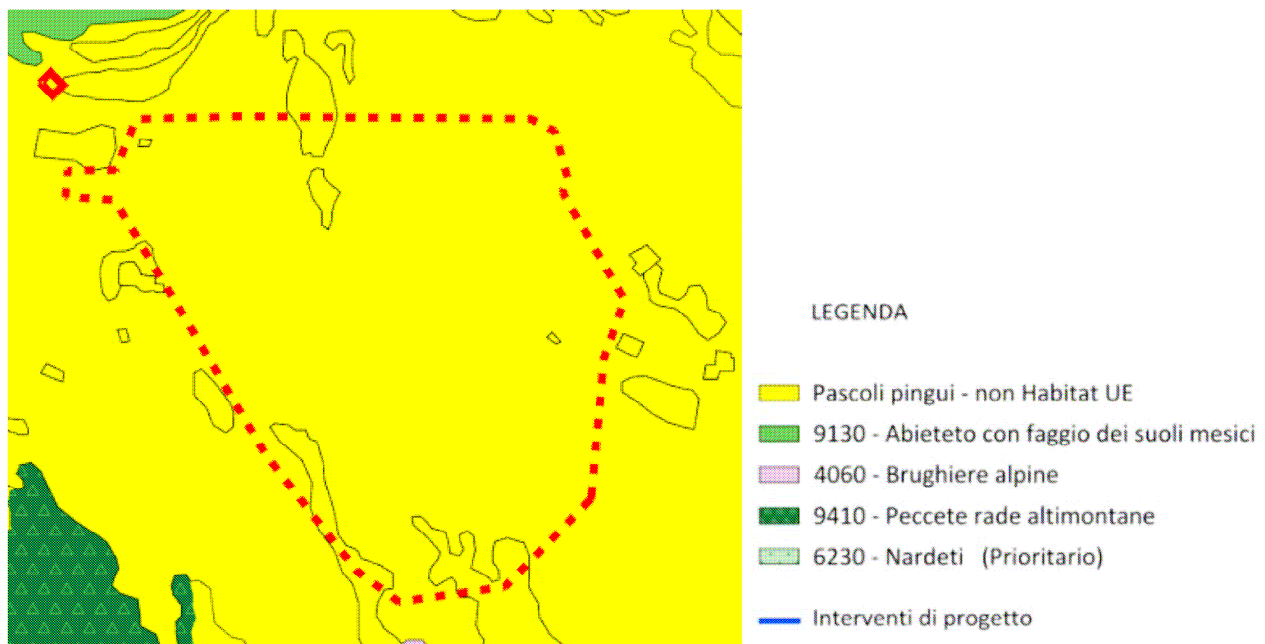 LEGENDA
Pascoli pingui - non Habitat UE
9130 - Abieteto con faggio dei suoli mesici
4060 - Brughiere alpine
9410 - Peccete rade altimontane
6230 - Nardeti (Prioritario)
Interventi di progetto